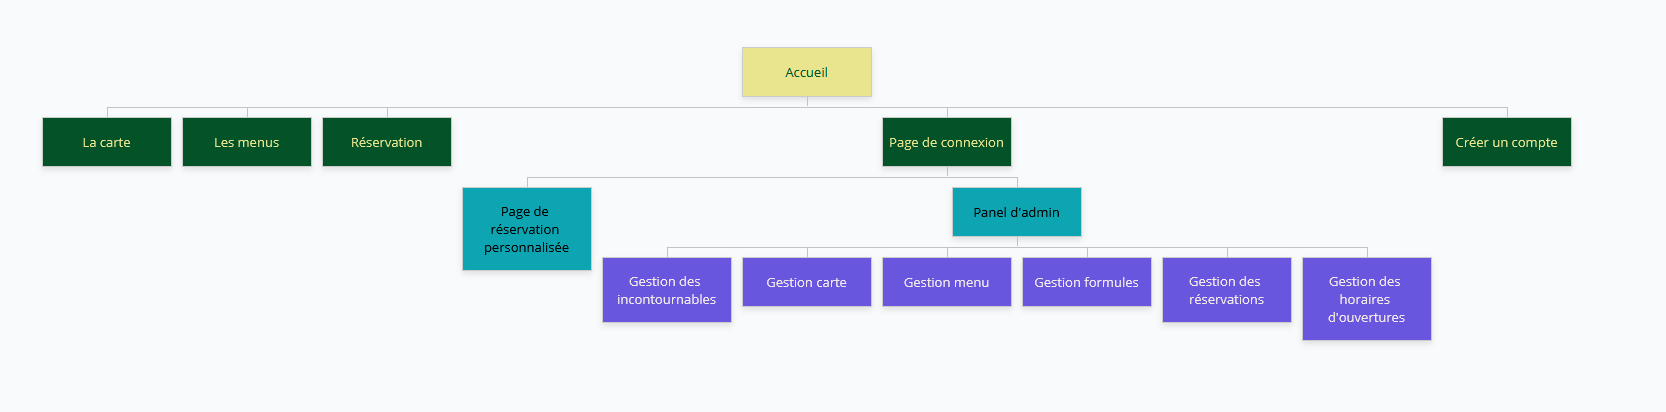 Accueil
La carte
Les menus
Réservation
Page de connexion
Créer un compte
Page de
réservation
personnalisée
Panel d'admin
Gestion des
incontournables
Gestion carte
Gestion menu
Gestion formules
Gestion des
réservations
Gestion des
horaires
d'ouvertures